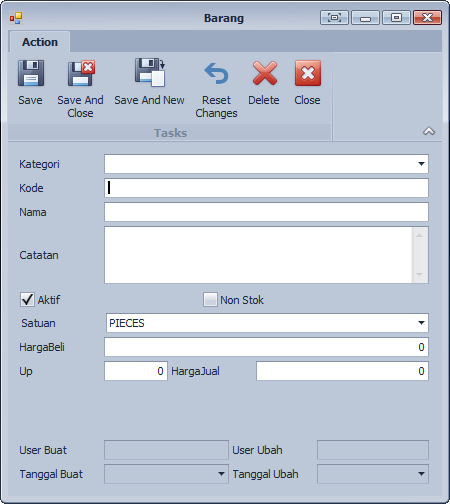 Barang
Action
Save
Save And Close
Save And New
Reset Changes
Delete
Close
Tasks
Kategori
Kode
Nama
Catatan
Aktif Non Stok
Satuan PIECES
HargaBeli 0
Up 0 HargaJual 0
User Buat User Ubah
Tanggal Buat Tanggal Ubah